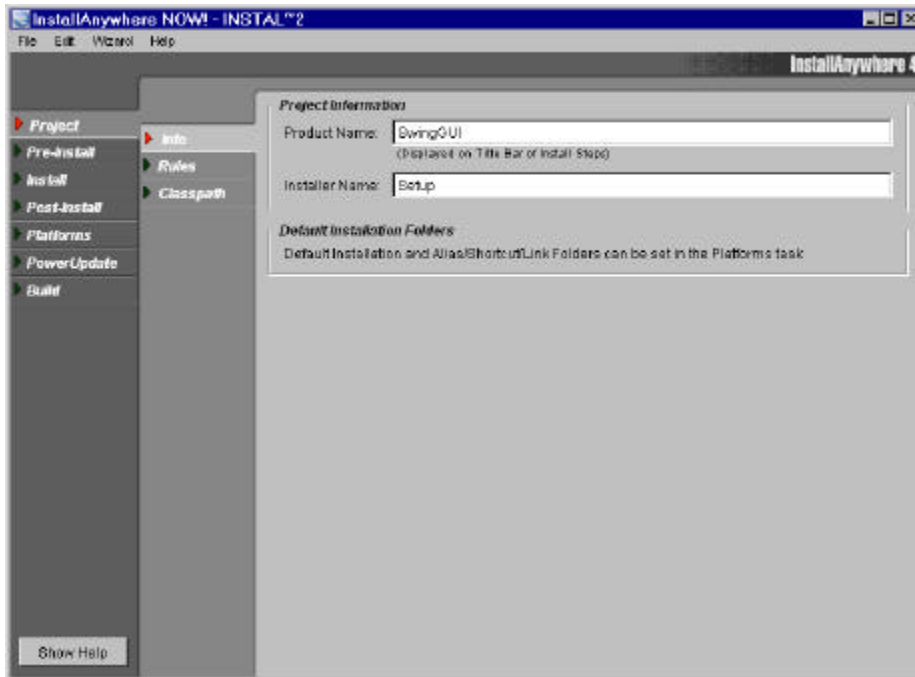 InstallAnywhere NOW! - INSTAL~2
File Edit Wizard Help
InstallAnywhere 4
Project
Pre-Install
Install
Post-Install
Platforms
PowerUpdate
Build
Info
Rules
Classpath
Project Information
Product Name: SwingGUI
(Displayed on Title Bar of Install Steps)
Installer Name: Setup
Default Installation Folders
Default Installation and Alias/Shortcut/Link Folders can be set in the Platforms task
Show Help